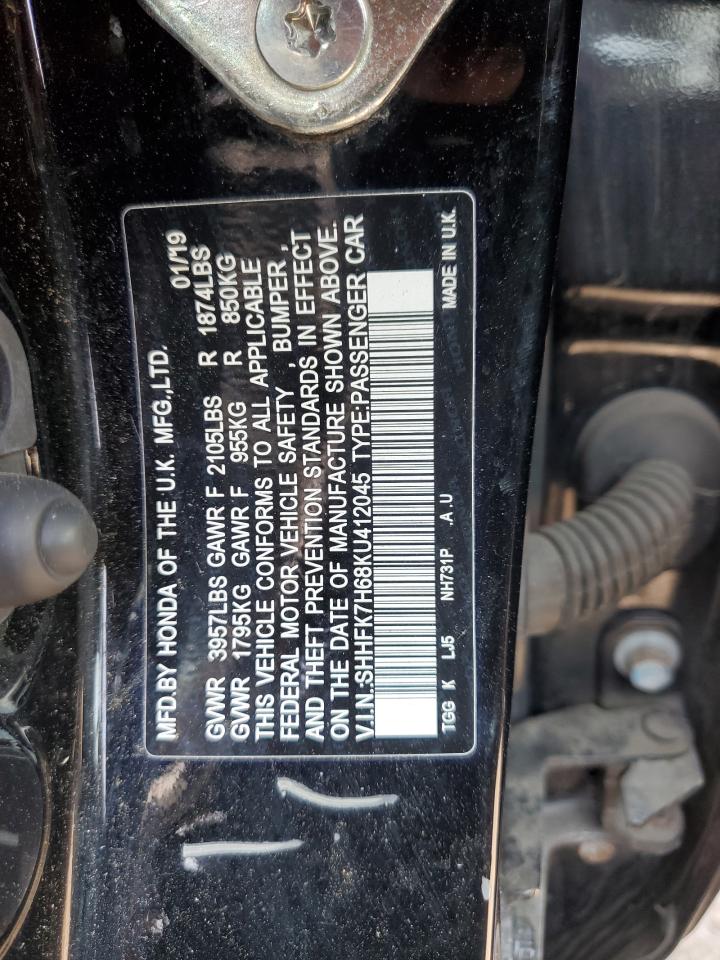 MFD.BY HONDA OF THE U.K. MFG.,LTD. 01/19
GVWR 3957LBS GAWR F 2105LBS R 1874LBS
GVWR 1795KG GAWR F 955KG R 850KG
THIS VEHICLE CONFORMS TO ALL APPLICABLE
FEDERAL MOTOR VEHICLE SAFETY , BUMPER ,
AND THEFT PREVENTION STANDARDS IN EFFECT
ON THE DATE OF MANUFACTURE SHOWN ABOVE.
V.I.N.:SHHFK7H68KU412045 TYPE:PASSENGER CAR
TGG K LJ5 NH731P .A.U MADE IN U.K.